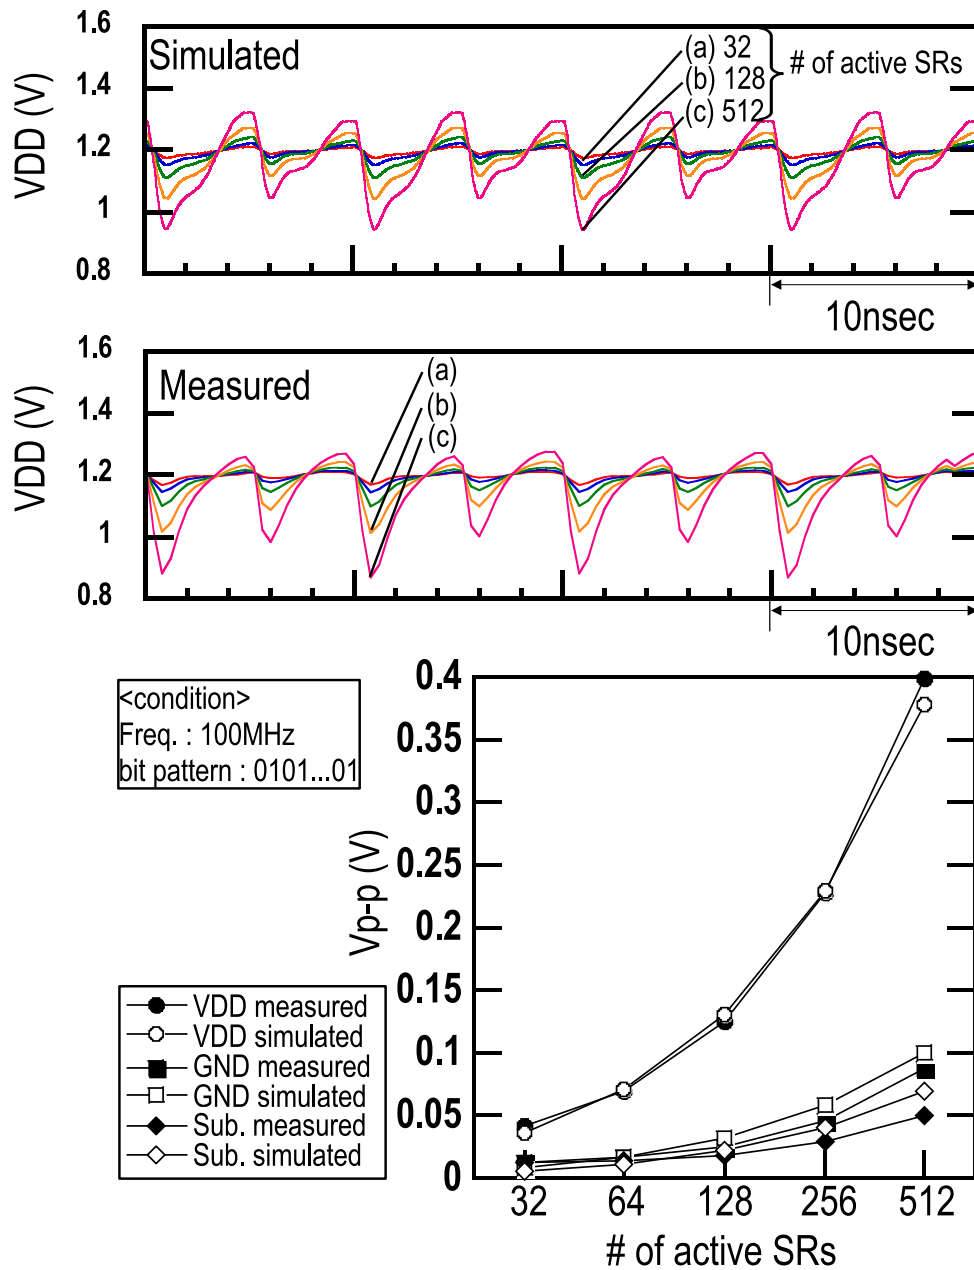 1.6
Simulated
(a) 32
(b) 128
(c) 512
# of active SRs
1.4
1.2
1
0.8
VDD (V)
10nsec
1.6
Measured
(a)
(b)
(c)
1.4
1.2
1
0.8
VDD (V)
10nsec
<condition>
Freq. : 100MHz
bit pattern : 0101...01
VDD measured
VDD simulated
GND measured
GND simulated
Sub. measured
Sub. simulated
Vp-p (V)
0.4
0.35
0.3
0.25
0.2
0.15
0.1
0.05
0
32 64 128 256 512
# of active SRs